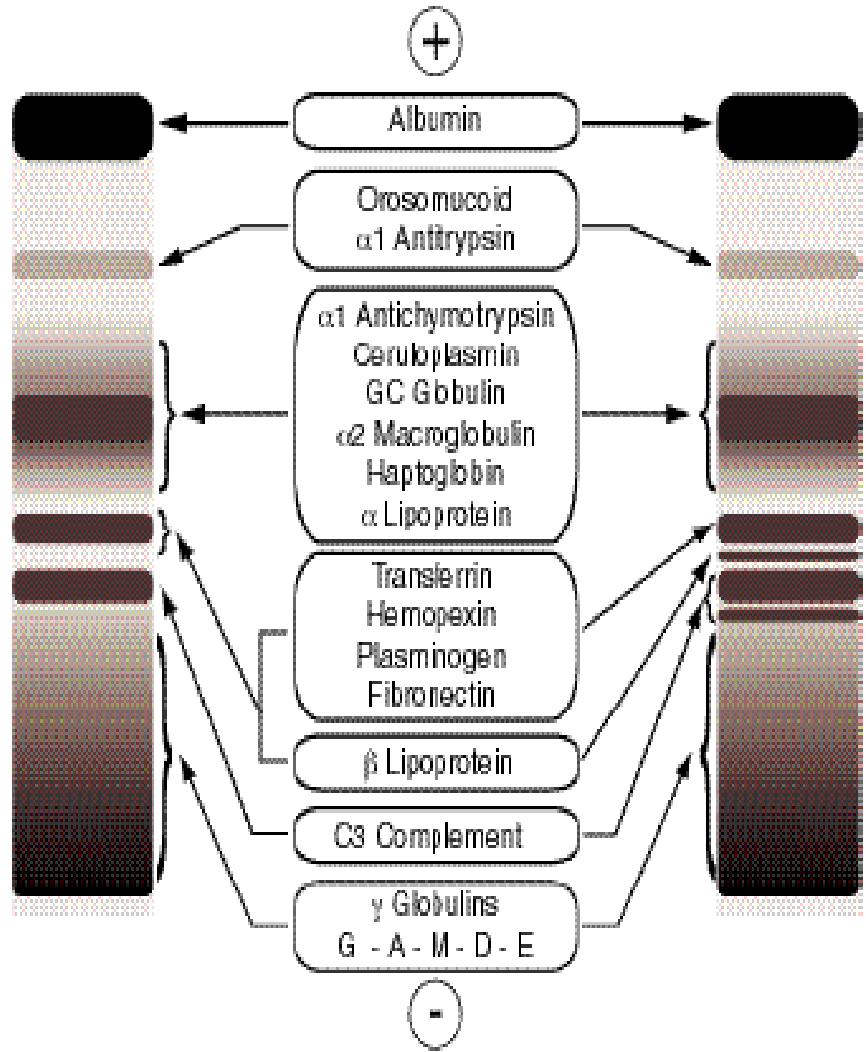 +
Albumin
Orosomucoid
α1 Antitrypsin
α1 Antichymotrypsin
Ceruloplasmin
GC Globulin
α2 Macroglobulin
Haptoglobin
α Lipoprotein
Transferrin
Hemopexin
Plasminogen
Fibronectin
β Lipoprotein
C3 Complement
γ Globulins
G - A - M - D - E
-